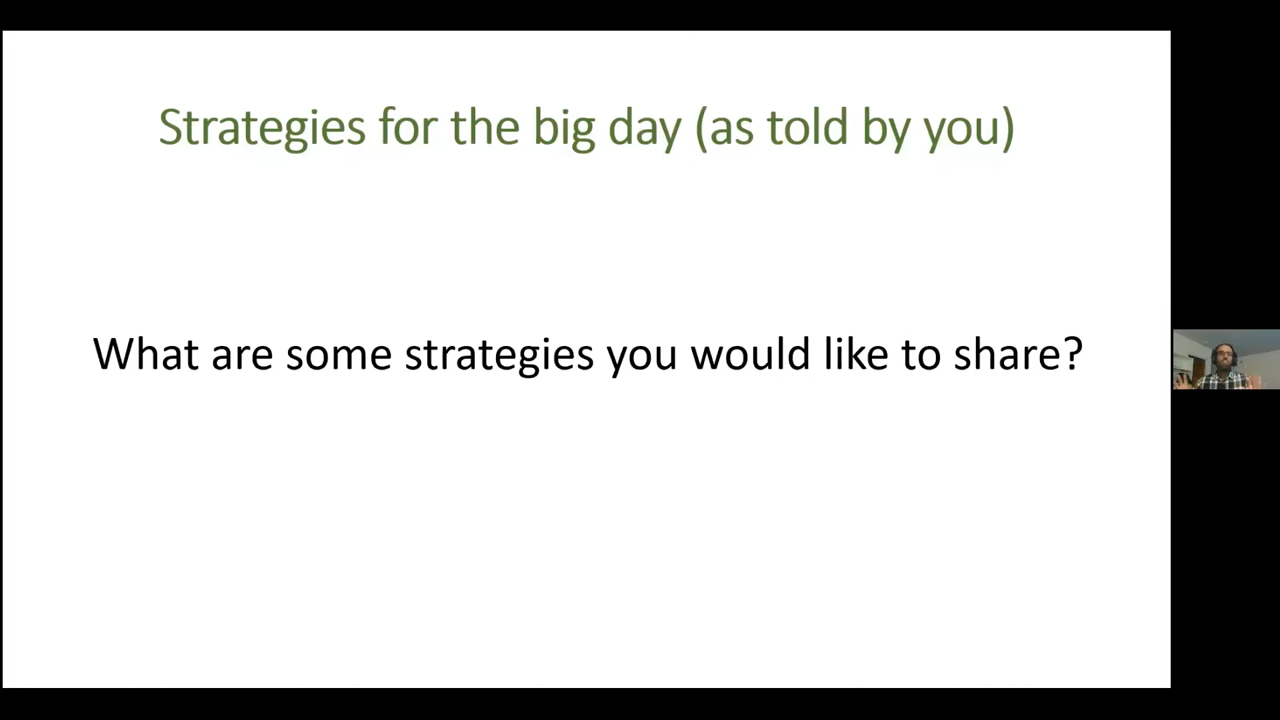 Strategies for the big day (as told by you)
What are some strategies you would like to share?